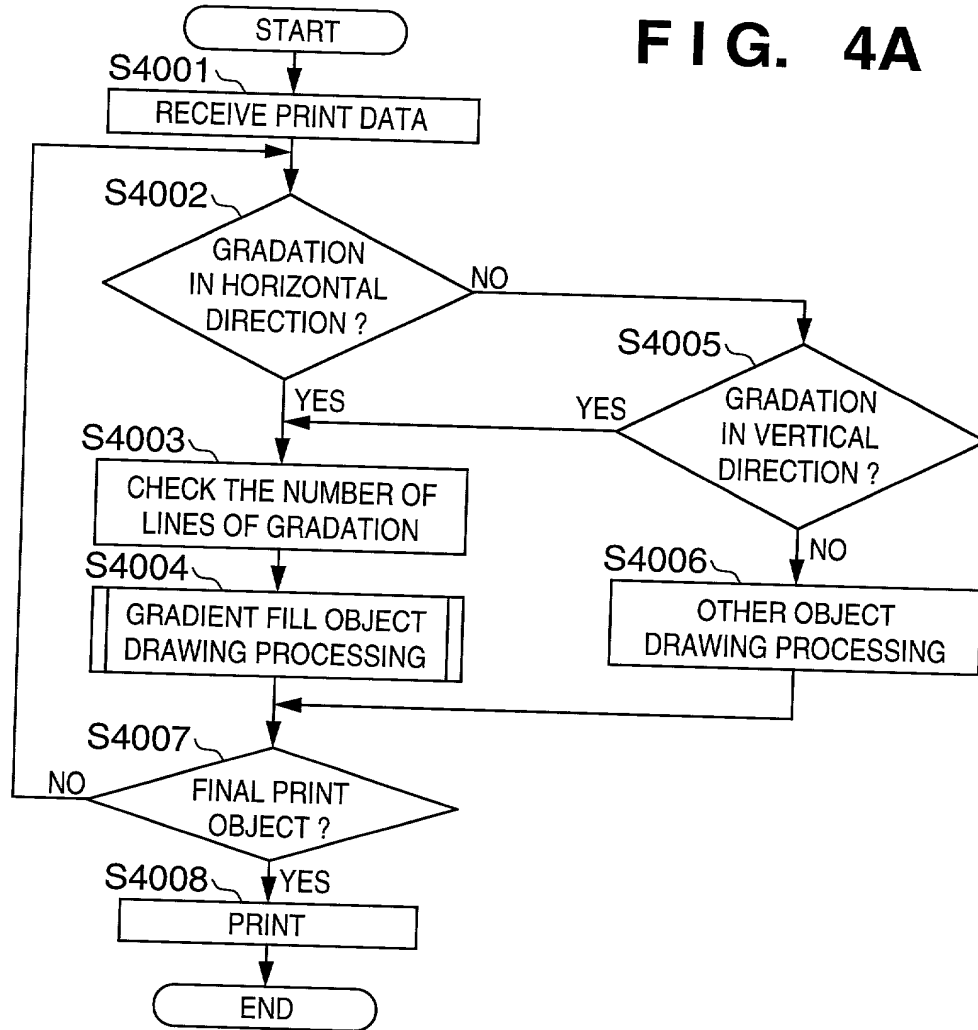 START
FIG. 4A
S4001
RECEIVE PRINT DATA
S4002
GRADATION
IN HORIZONTAL
DIRECTION ?
NO
S4005
GRADATION
IN VERTICAL
DIRECTION ?
YES
YES
NO
S4003
CHECK THE NUMBER OF
LINES OF GRADATION
S4004
GRADIENT FILL OBJECT
DRAWING PROCESSING
S4006
OTHER OBJECT
DRAWING PROCESSING
S4007
FINAL PRINT
OBJECT ?
NO
YES
S4008
PRINT
END